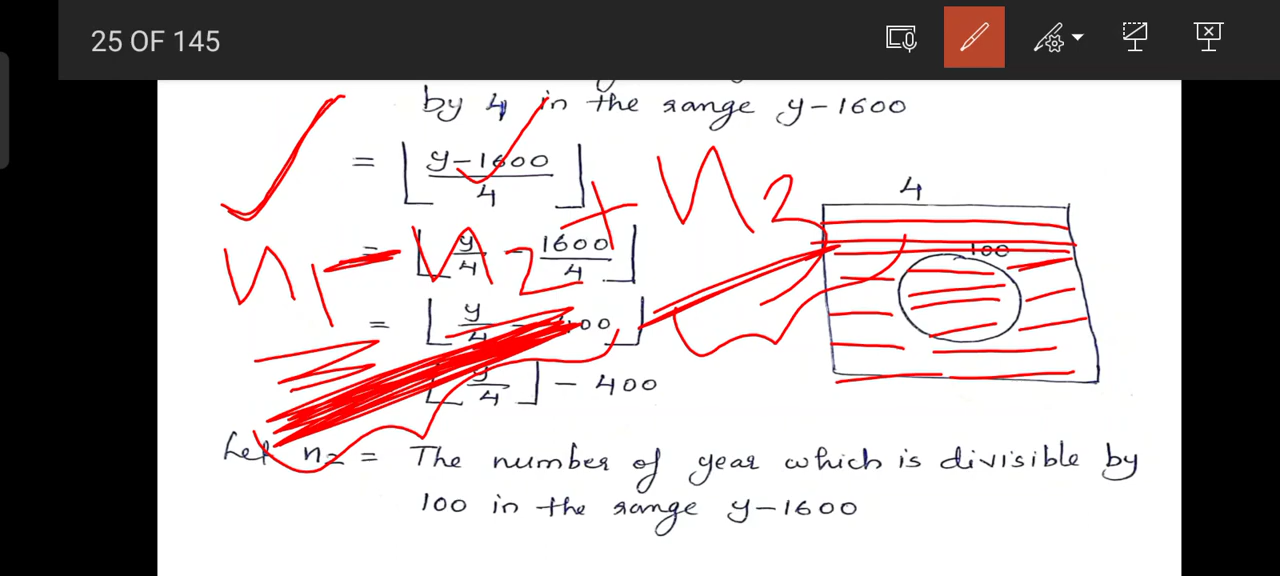 25 OF 145
by 4 in the range y-1600
= ⌊(y-1600)/4⌋ + n2
4
n1 - n2
= ⌊y/4 - 1600/4⌋
100
= ⌊y/4 - 400⌋
⌊y/4⌋ - 400
Let n2 = The number of year which is divisible by
100 in the range y-1600